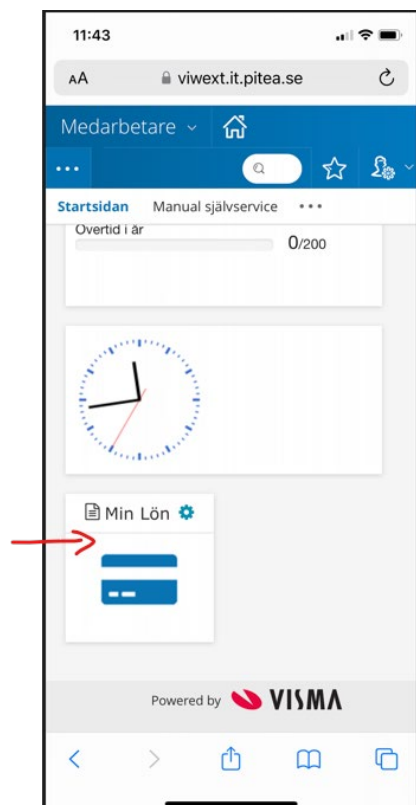 11:43
AA viwext.it.pitea.se
Medarbetare
Startsidan Manual självservice
Övertid i år
0/200
Min Lön
Powered by VISMA